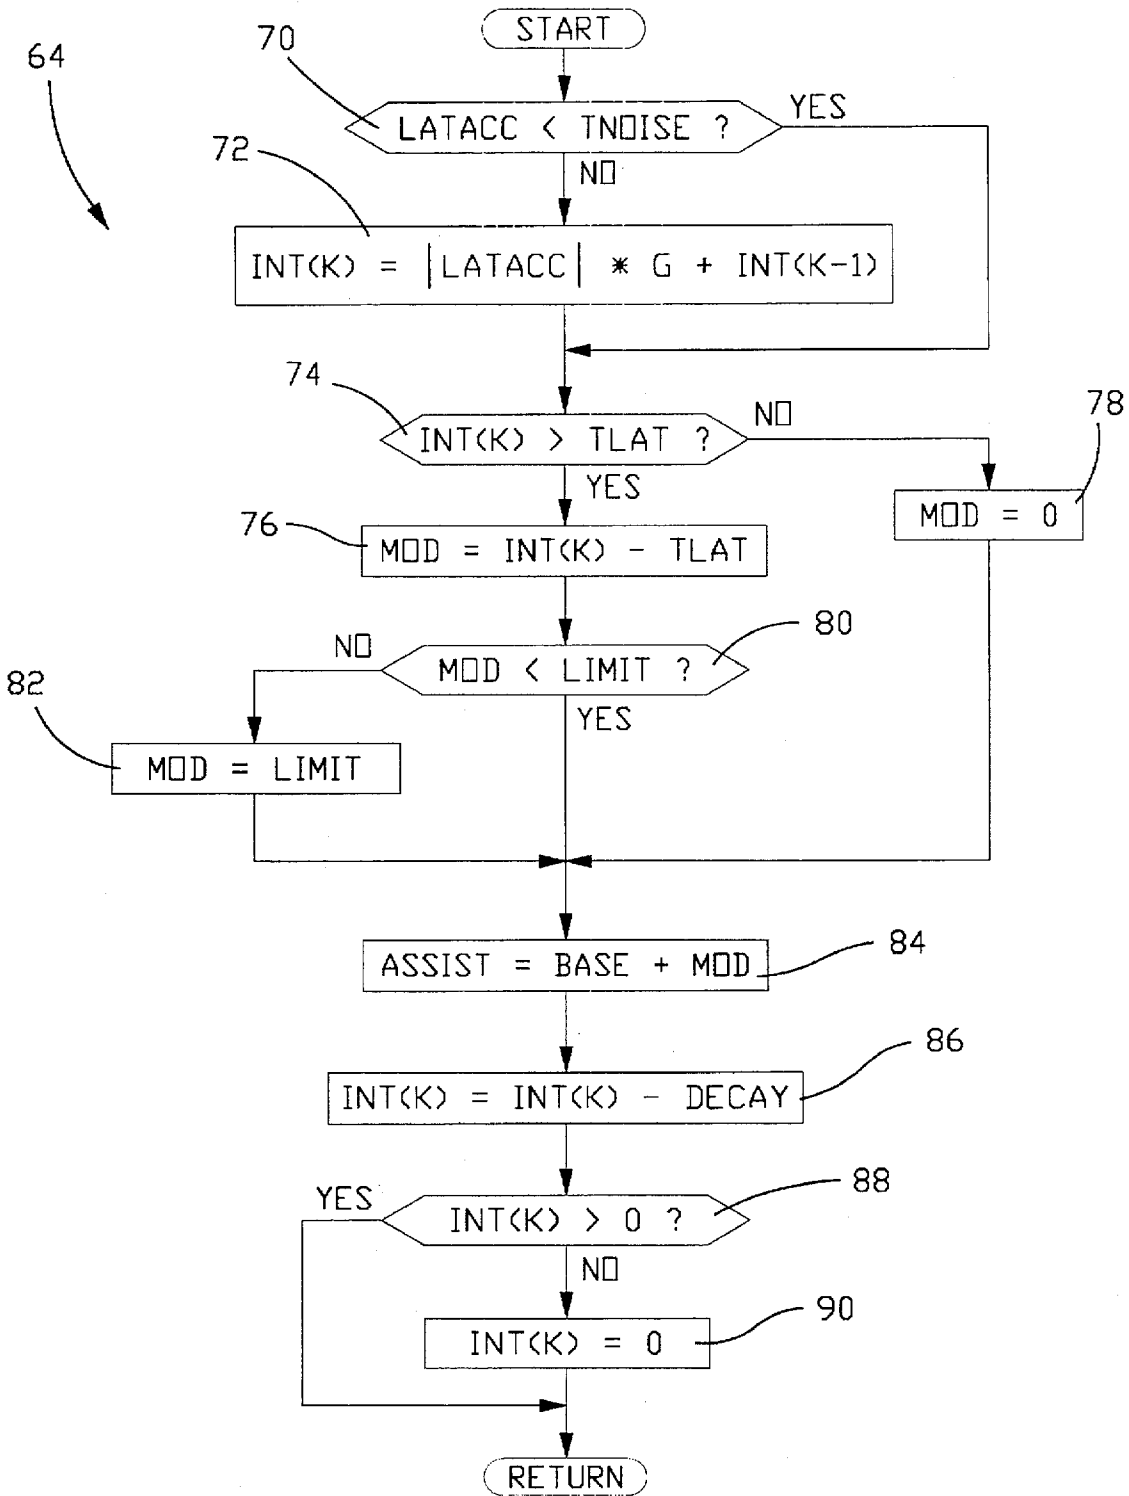 START
70
64
LATACC < TNOISE ?
YES
72
NO
INT(K) = |LATACC| * G + INT(K-1)
74
INT(K) > TLAT ?
NO
78
YES
MOD = 0
76
MOD = INT(K) - TLAT
80
NO
MOD < LIMIT ?
82
YES
MOD = LIMIT
84
ASSIST = BASE + MOD
86
INT(K) = INT(K) - DECAY
88
YES
INT(K) > 0 ?
NO
90
INT(K) = 0
RETURN